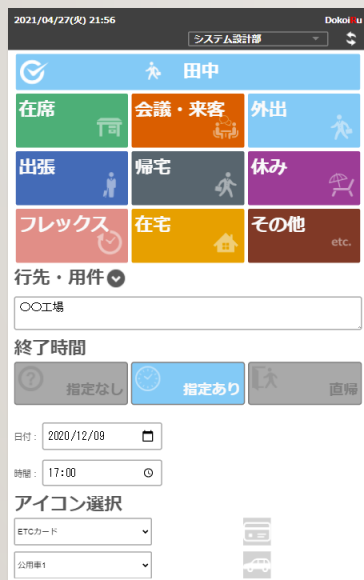 2021/04/27(火) 21:56 Dokoiru
システム設計部
田中
在席 会議・来客 外出
出張 帰宅 休み
フレックス 在宅 その他
etc.
行先・用件
〇〇工場
終了時間
指定なし 指定あり 直帰
日付: 2020/12/09
時間: 17:00
アイコン選択
ETCカード
公用車1